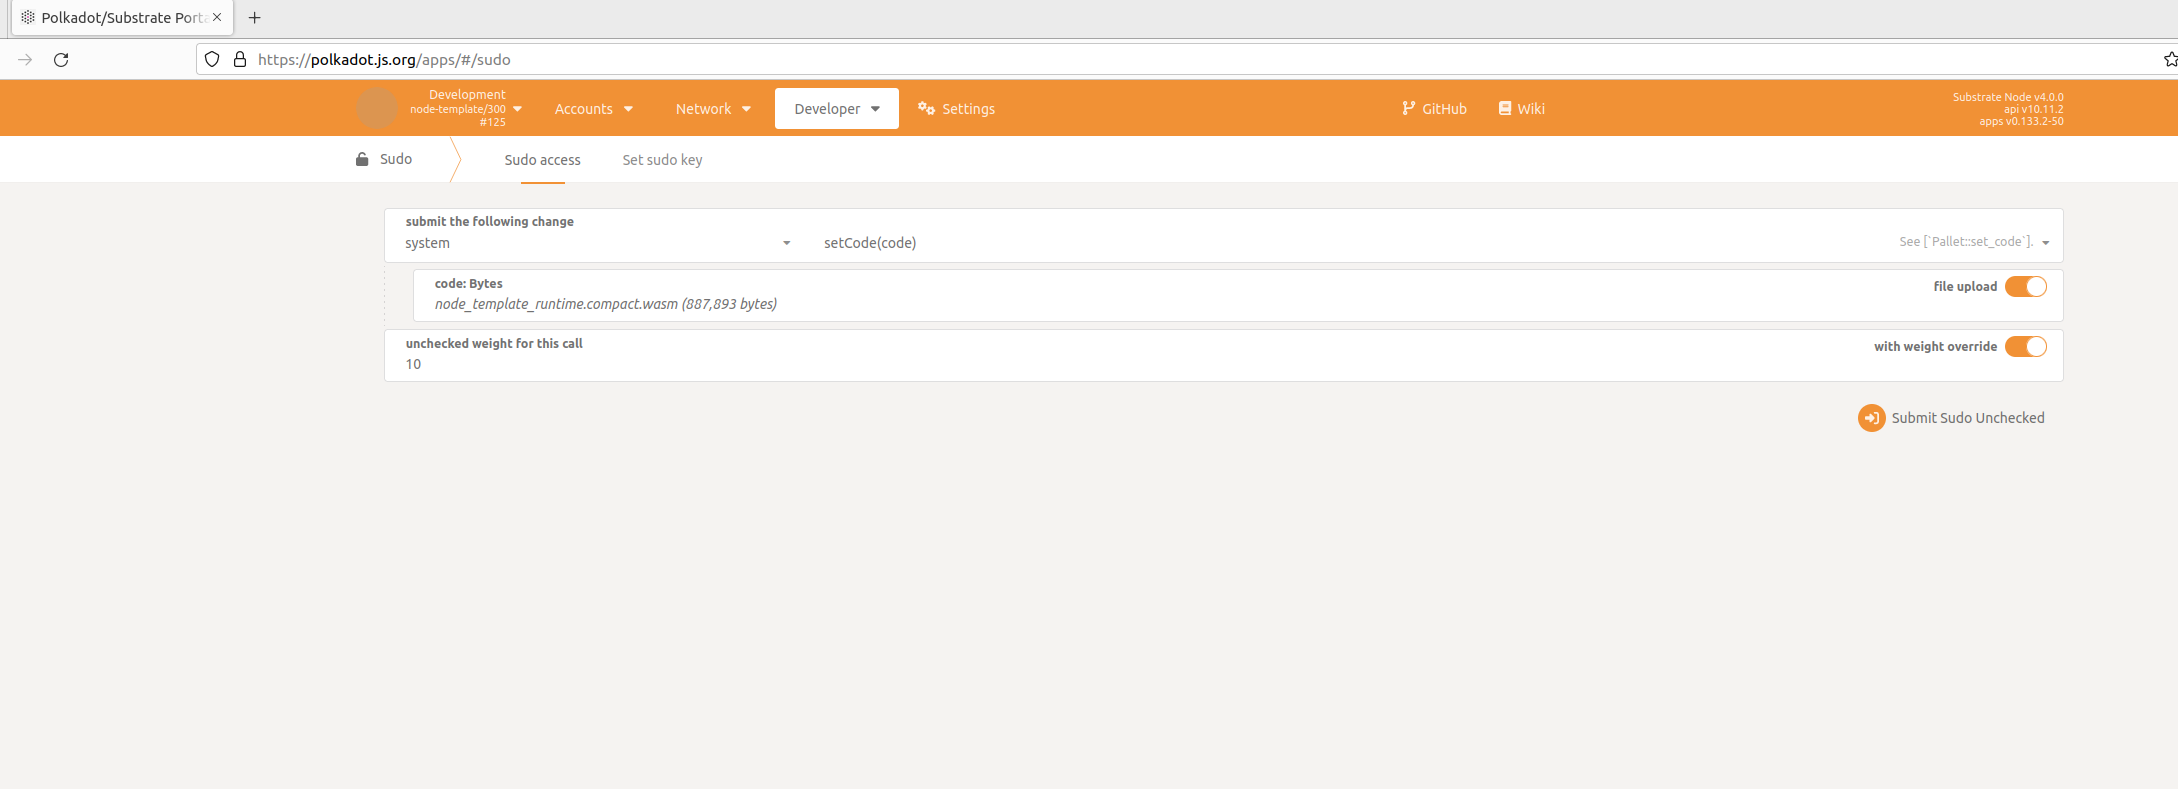 Polkadot/Substrate Porta
https://polkadot.js.org/apps/#/sudo
Development
node-template/300
#125
Accounts
Network
Developer
Settings
GitHub
Wiki
Substrate Node v4.0.0
api v10.11.2
apps v0.133.2-50
Sudo
Sudo access
Set sudo key
submit the following change
system
setCode(code)
See [`Pallet::set_code`].
code: Bytes
node_template_runtime.compact.wasm (887,893 bytes)
file upload
unchecked weight for this call
10
with weight override
Submit Sudo Unchecked